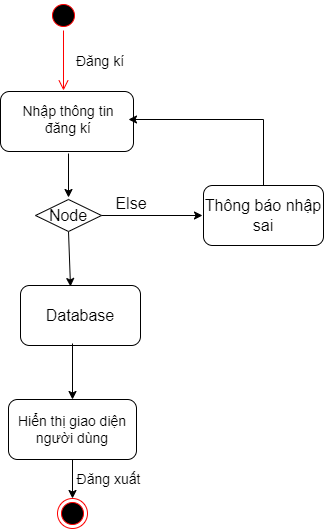 Đăng kí
Nhập thông tin
đăng kí
Node
Else
Thông báo nhập
sai
Database
Hiển thị giao diện
người dùng
Đăng xuất